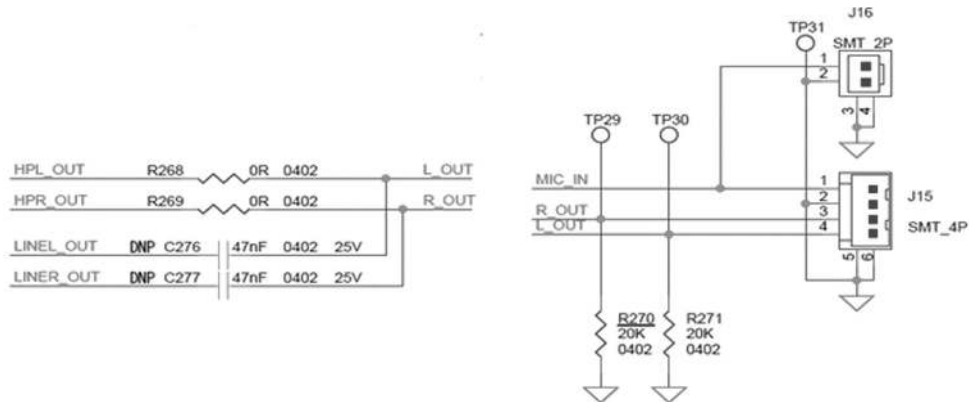 HPL_OUT R268 0R 0402 L_OUT
HPR_OUT R269 0R 0402 R_OUT
LINEL_OUT DNP C276 47nF 0402 25V
LINER_OUT DNP C277 47nF 0402 25V
J16
TP31
SMT_2P
1
2
3 4
TP29 TP30
MIC_IN 1
2
R_OUT 3
L_OUT 4
J15
SMT_4P
5 6
R270
20K
0402
R271
20K
0402